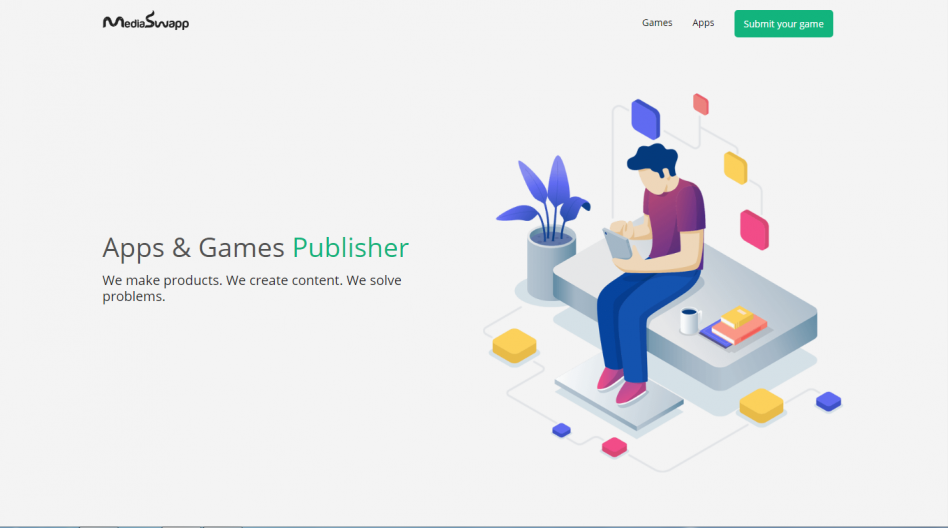 MediaSwapp
Games
Apps
Submit your game
Apps & Games Publisher
We make products. We create content. We solve
problems.